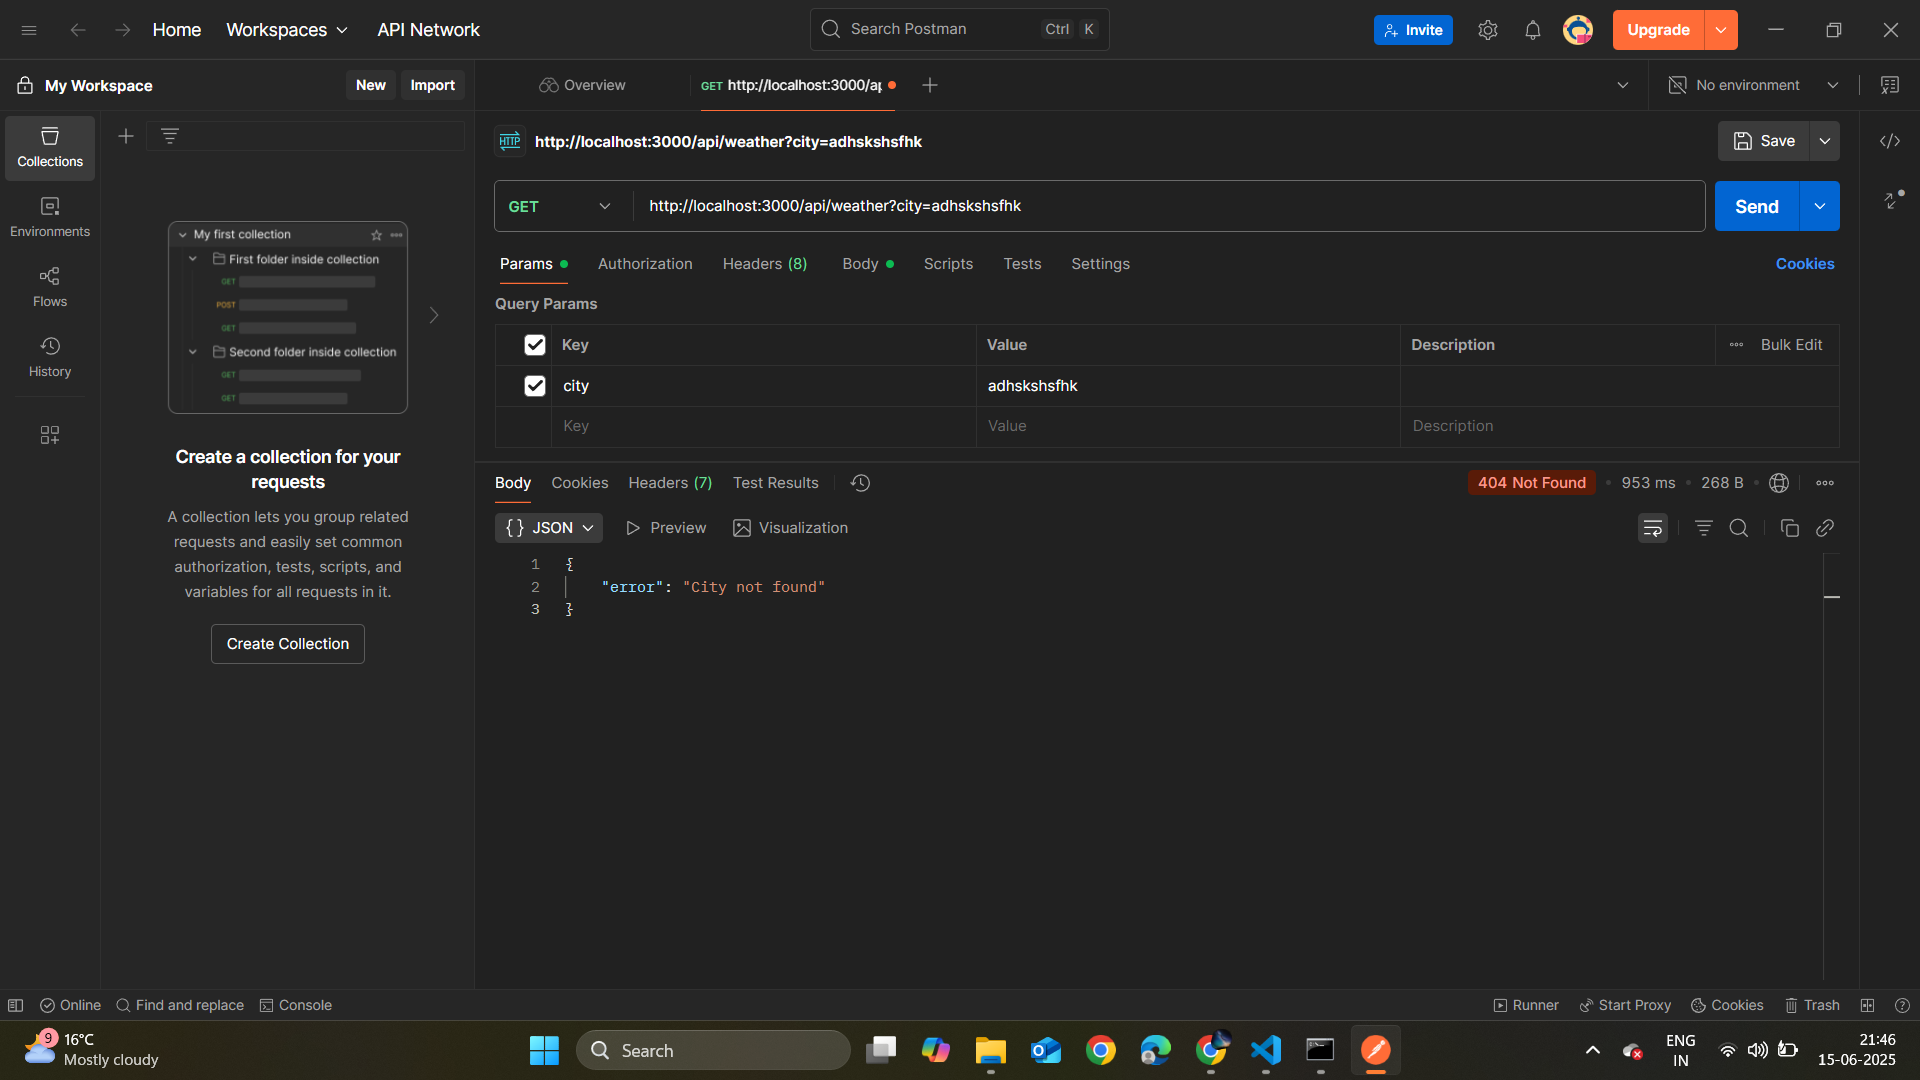 Home
Workspaces
API Network
Search Postman
Ctrl
K
Invite
Upgrade
My Workspace
New
Import
Overview
GET http://localhost:3000/ap
No environment
Collections
Environments
Flows
History
My first collection
First folder inside collection
GET
POST
GET
Second folder inside collection
GET
GET
Create a collection for your
requests
A collection lets you group related
requests and easily set common
authorization, tests, scripts, and
variables for all requests in it.
Create Collection
HTTP
http://localhost:3000/api/weather?city=adhskshsfhk
Save
GET
http://localhost:3000/api/weather?city=adhskshsfhk
Send
Params
Authorization
Headers (8)
Body
Scripts
Tests
Settings
Cookies
Query Params
Key
Value
Description
Bulk Edit
city
adhskshsfhk
Key
Value
Description
Body
Cookies
Headers (7)
Test Results
404 Not Found
953 ms
268 B
{} JSON
Preview
Visualization
1 {
2 "error": "City not found"
3 }
Online
Find and replace
Console
Runner
Start Proxy
Cookies
Trash
9
16°C
Mostly cloudy
Search
ENG
IN
21:46
15-06-2025